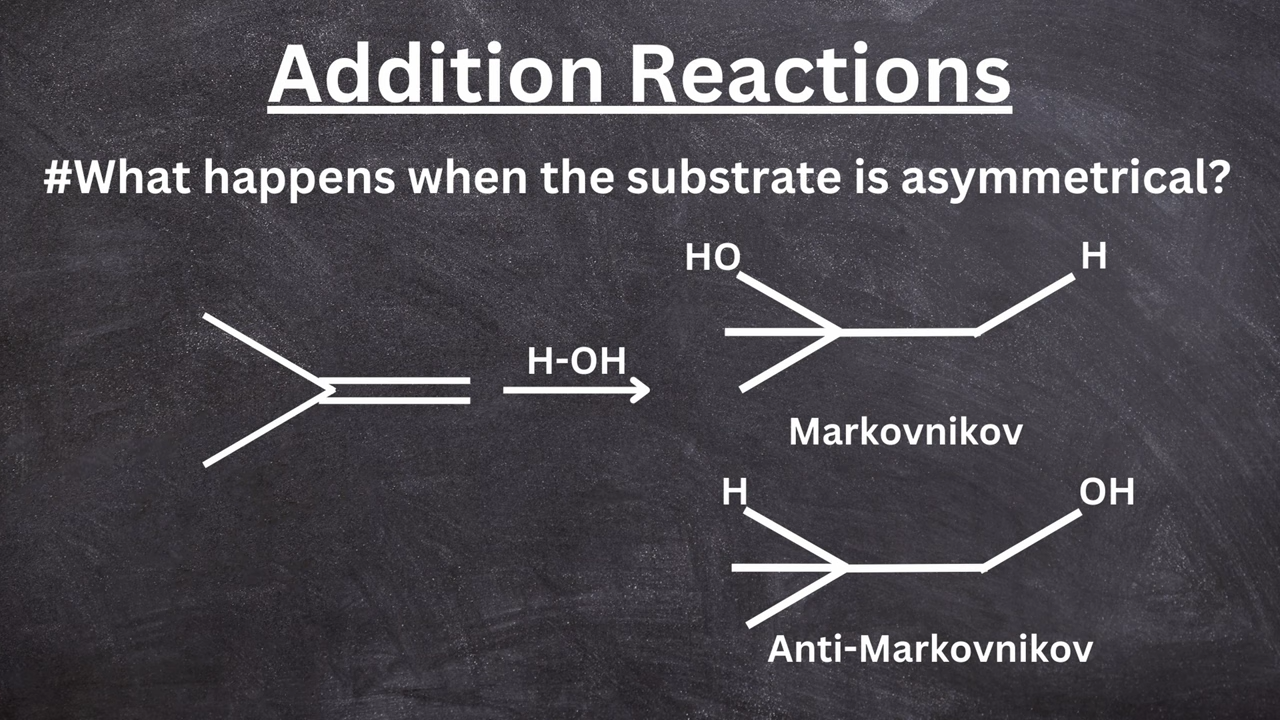 Addition Reactions
#What happens when the substrate is asymmetrical?
HO H
H-OH
Markovnikov
H OH
Anti-Markovnikov